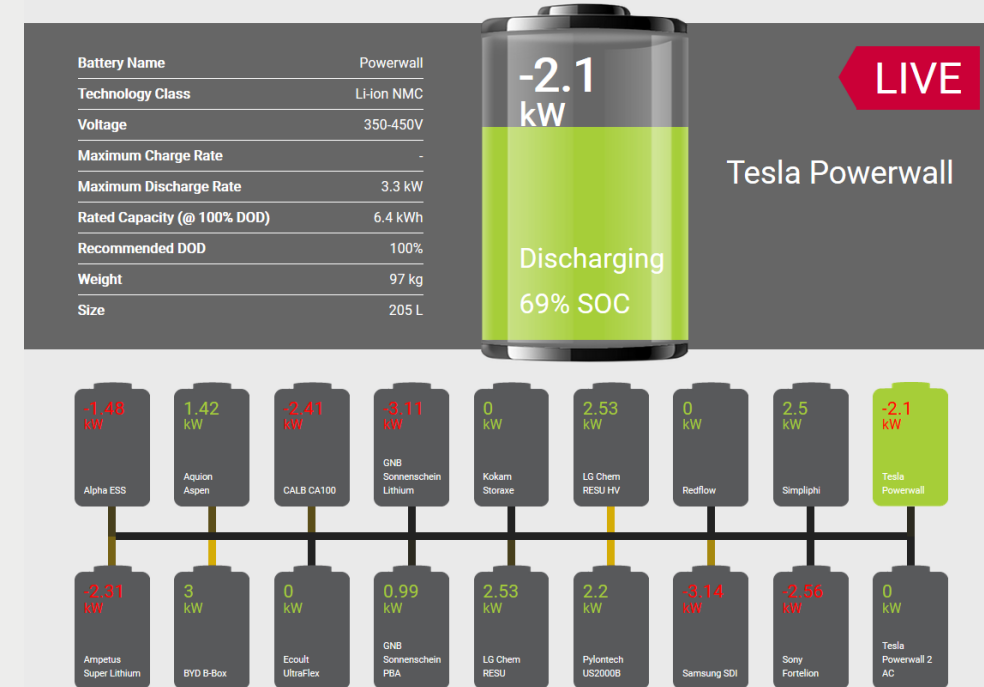 Battery Name Powerwall
Technology Class Li-ion NMC
Voltage 350-450V
Maximum Charge Rate -
Maximum Discharge Rate 3.3 kW
Rated Capacity (@ 100% DOD) 6.4 kWh
Recommended DOD 100%
Weight 97 kg
Size 205 L
-2.1
kW
Discharging
69% SOC
LIVE
Tesla Powerwall
-1.48
kW
Alpha ESS
1.42
kW
Aquion
Aspen
-2.41
kW
CALB CA100
-3.11
kW
GNB
Sonnenschein
Lithium
0
kW
Kokam
Storaxe
2.53
kW
LG Chem
RESU HV
0
kW
Redflow
2.5
kW
Simpliphi
-2.1
kW
Tesla
Powerwall
-2.31
kW
Ampetus
Super Lithium
3
kW
BYD B-Box
0
kW
Ecoult
UltraFlex
0.99
kW
GNB
Sonnenschein
PBA
2.53
kW
LG Chem
RESU
2.2
kW
Pylontech
US2000B
-3.14
kW
Samsung SDI
-2.56
kW
Sony
Fortelion
0
kW
Tesla
Powerwall 2
AC